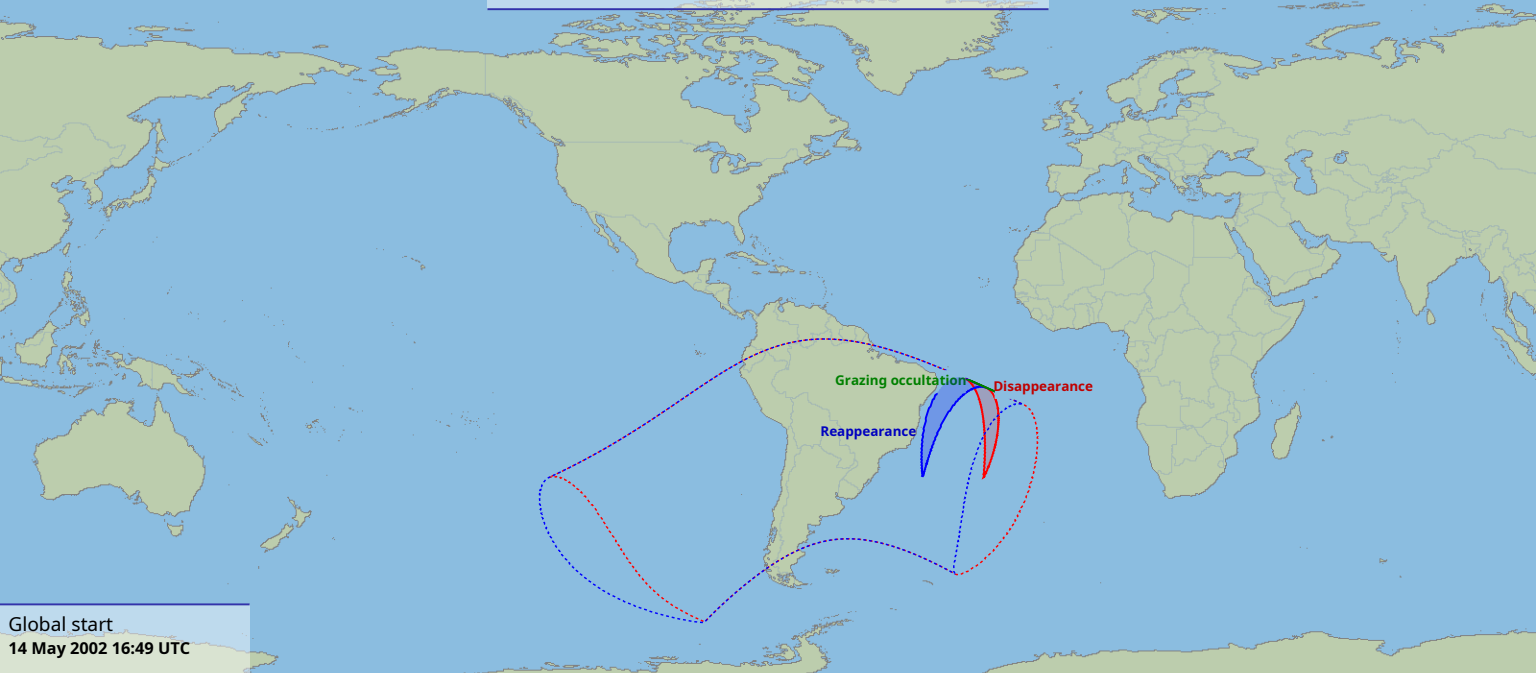 Grazing occultation
Disappearance
Reappearance
Global start
14 May 2002 16:49 UTC